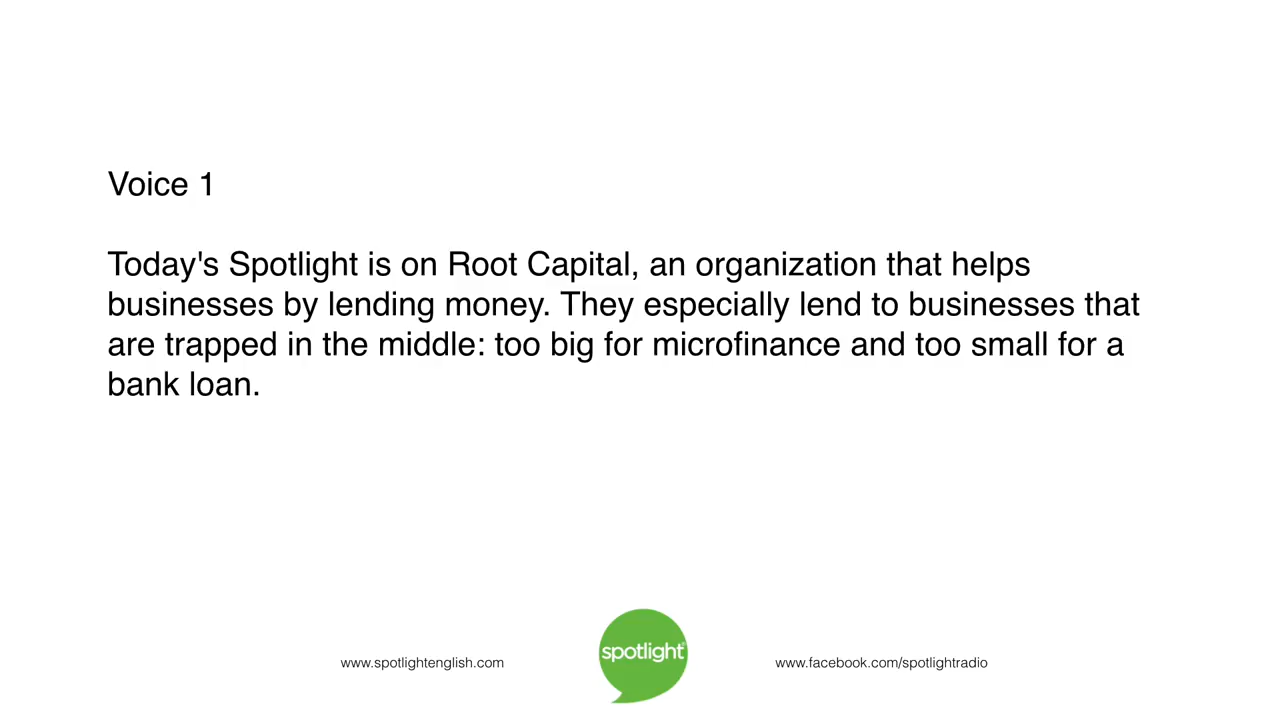 Voice 1
Today's Spotlight is on Root Capital, an organization that helps
businesses by lending money. They especially lend to businesses that
are trapped in the middle: too big for microfinance and too small for a
bank loan.
www.spotlightenglish.com
spotlight®
www.facebook.com/spotlightradio